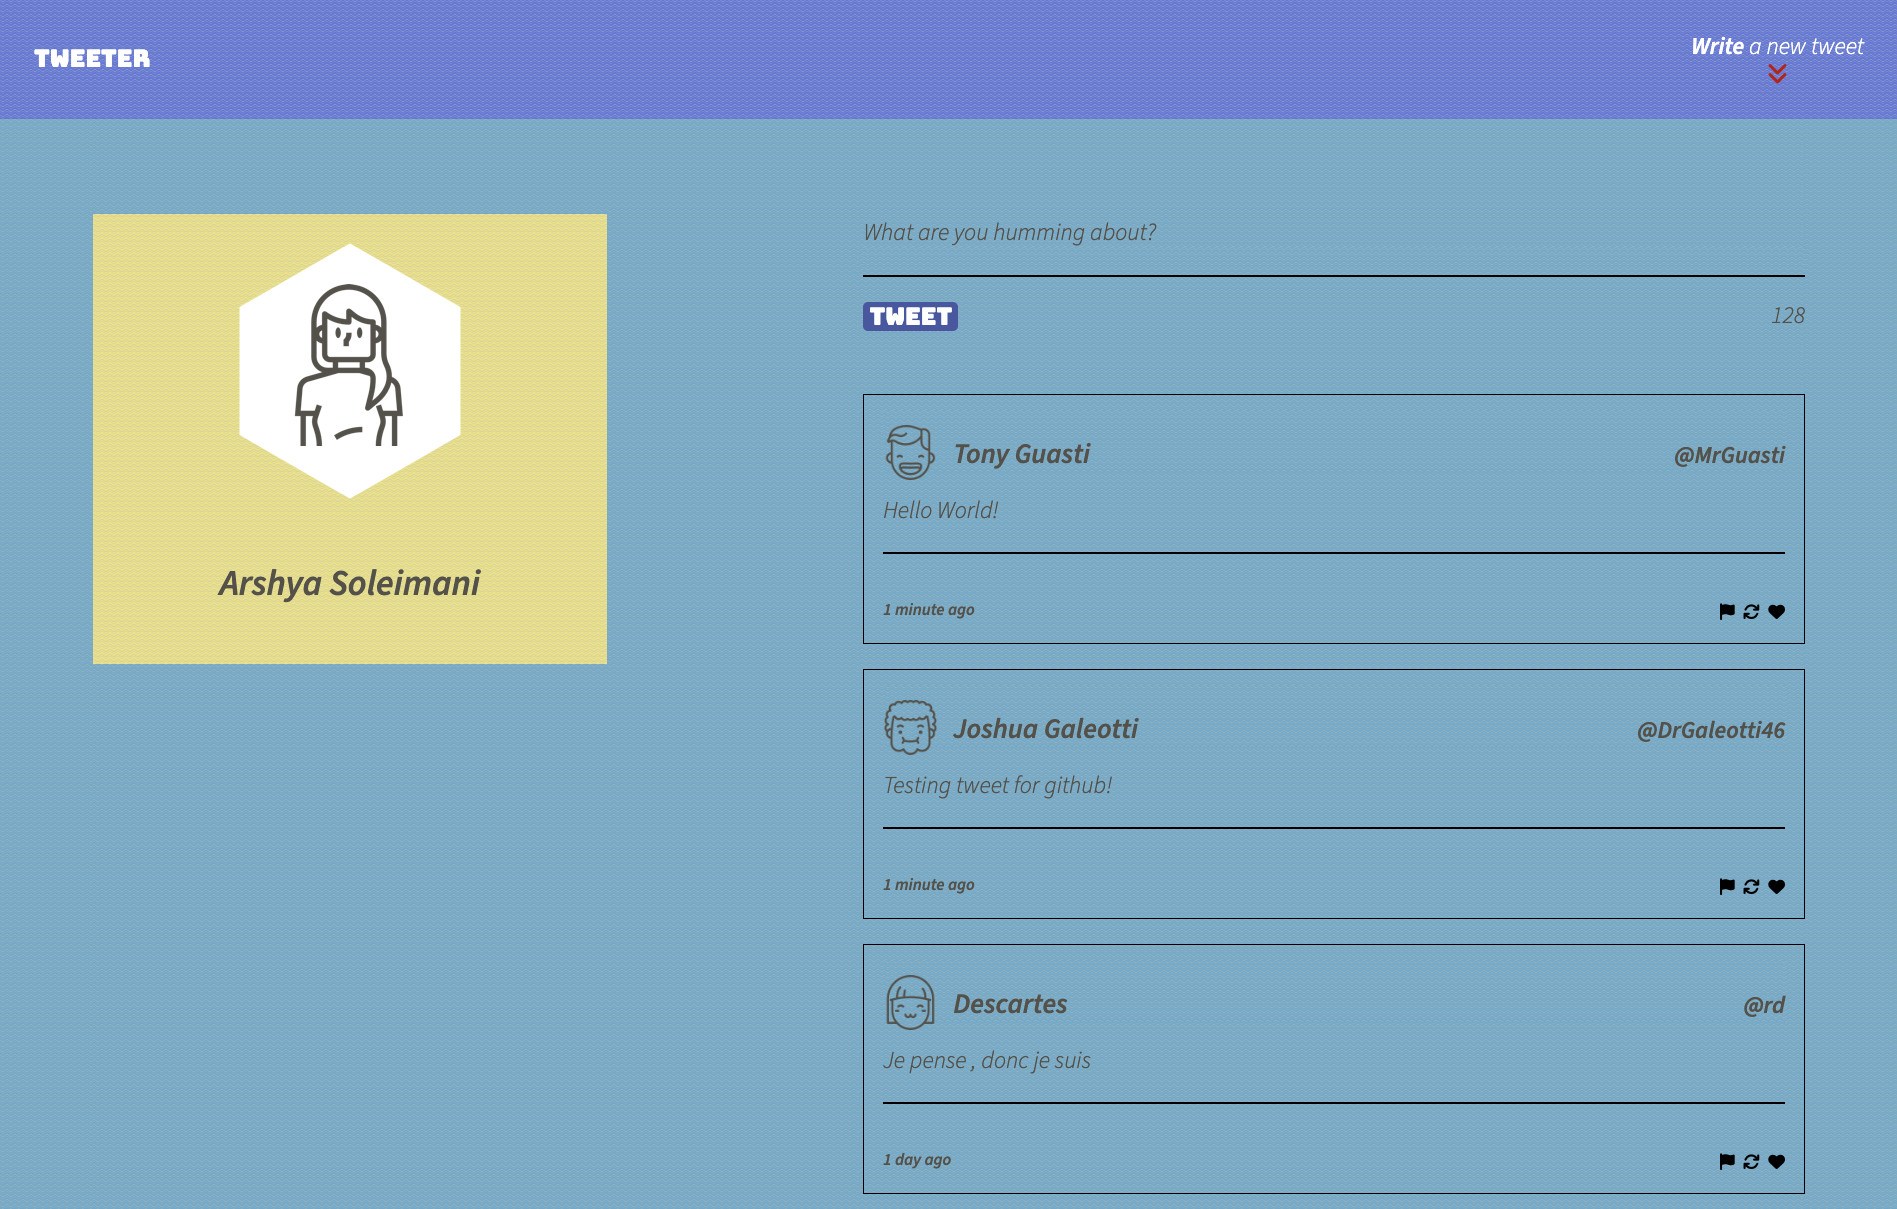 TWEETER
Write a new tweet
Arshya Soleimani
What are you humming about?
TWEET
128
Tony Guasti
@MrGuasti
Hello World!
1 minute ago
Joshua Galeotti
@DrGaleotti46
Testing tweet for github!
1 minute ago
Descartes
@rd
Je pense , donc je suis
1 day ago